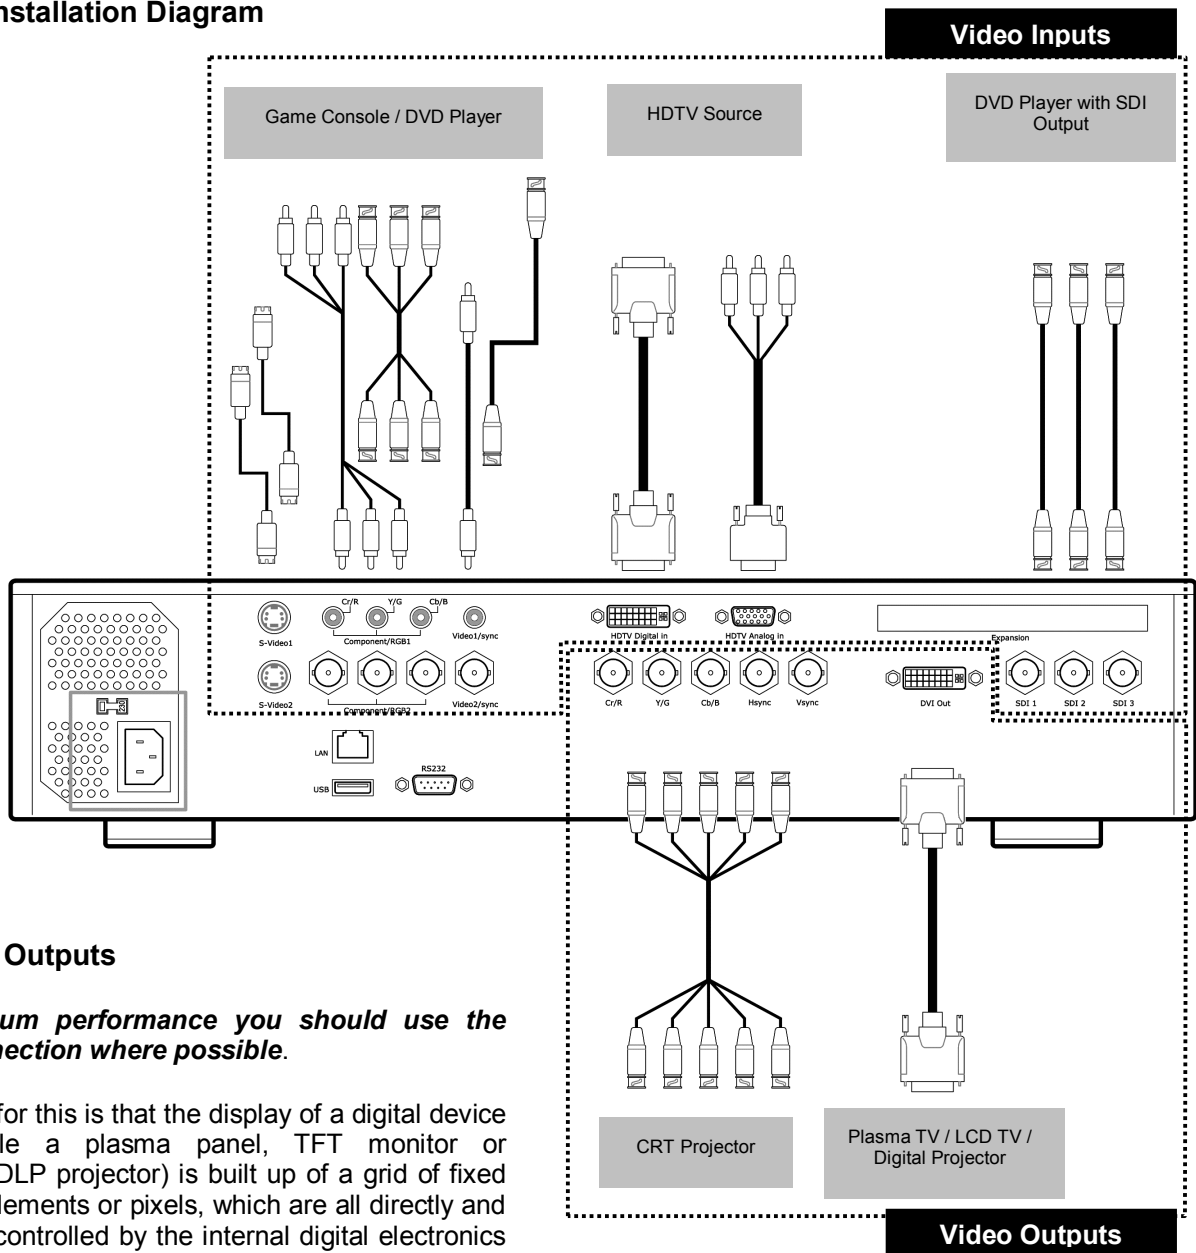 nstallation Diagram
Video Inputs
Game Console / DVD Player
HDTV Source
DVD Player with SDI
Output
Cr/R
Y/G
Cb/B
S-Video1
Component/RGB1
Video1/sync
HDTV Digital in
HDTV Analog in
Expansion
S-Video2
Component/RGB2
Video2/sync
Cr/R
Y/G
Cb/B
Hsync
Vsync
DVI Out
SDI 1
SDI 2
SDI 3
230
LAN
USB
RS232
Outputs
um performance you should use the
nection where possible.
for this is that the display of a digital device
le a plasma panel, TFT monitor or
DLP projector) is built up of a grid of fixed
lements or pixels, which are all directly and
controlled by the internal digital electronics
CRT Projector
Plasma TV / LCD TV /
Digital Projector
Video Outputs